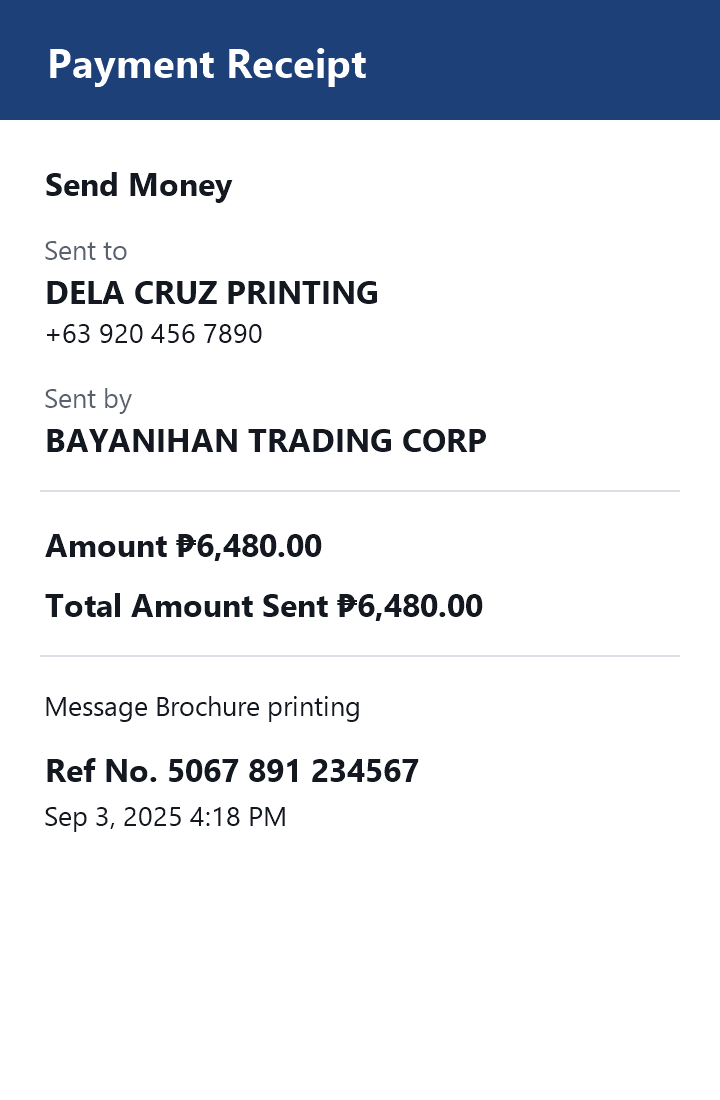 Payment Receipt
Send Money
Sent to
DELA CRUZ PRINTING
+63 920 456 7890
Sent by
BAYANIHAN TRADING CORP
Amount ₱6,480.00
Total Amount Sent ₱6,480.00
Message Brochure printing
Ref No. 5067 891 234567
Sep 3, 2025 4:18 PM